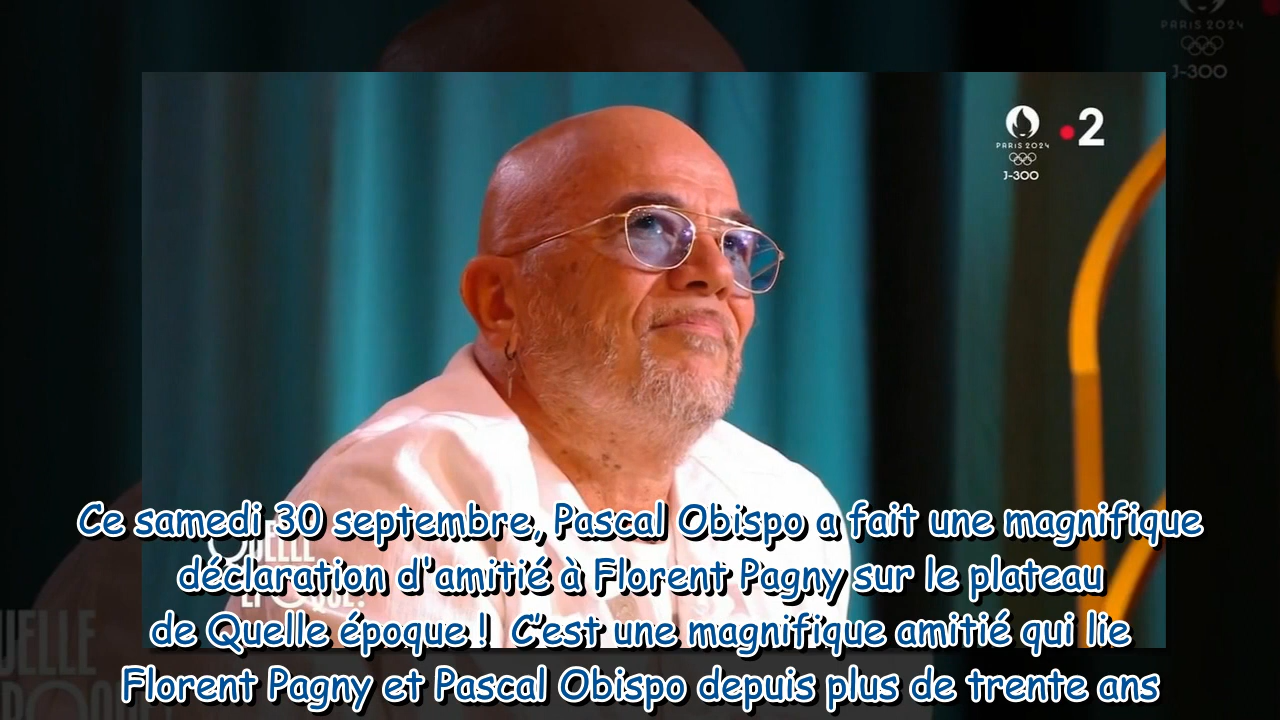 PARIS 2024
J-300
PARIS 2024
2
J-300
Ce samedi 30 septembre, Pascal Obispo a fait une magnifique
QUELLE
déclaration d'amitié à Florent Pagny sur le plateau
ÉPOQUE!
de Quelle époque !  C'est une magnifique amitié qui lie
Florent Pagny et Pascal Obispo depuis plus de trente ans